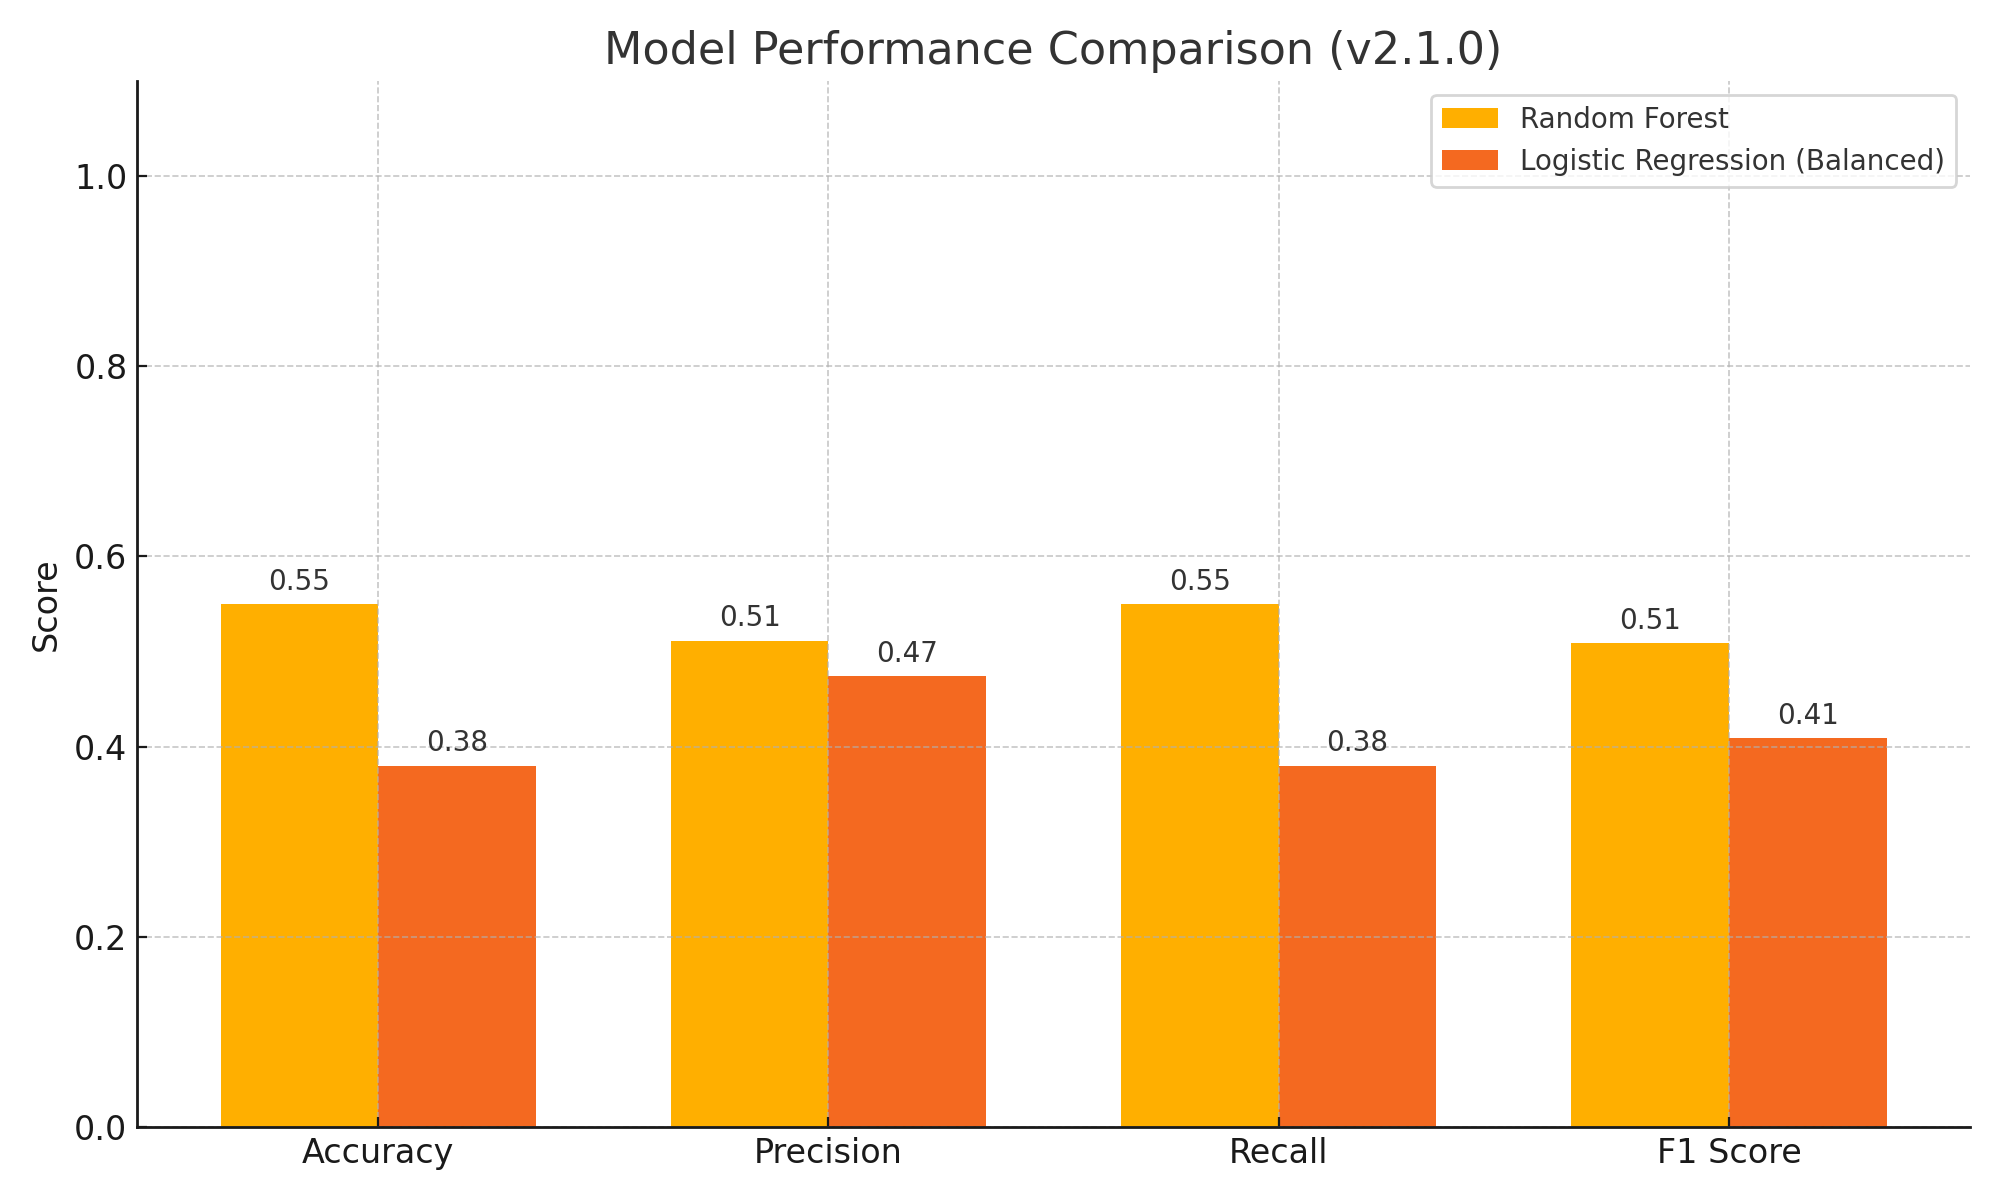 Model Performance Comparison (v2.1.0)
Random Forest
Logistic Regression (Balanced)
Score
1.0
0.8
0.6
0.4
0.2
0.0
0.55
0.38
0.51
0.47
0.55
0.38
0.51
0.41
Accuracy
Precision
Recall
F1 Score